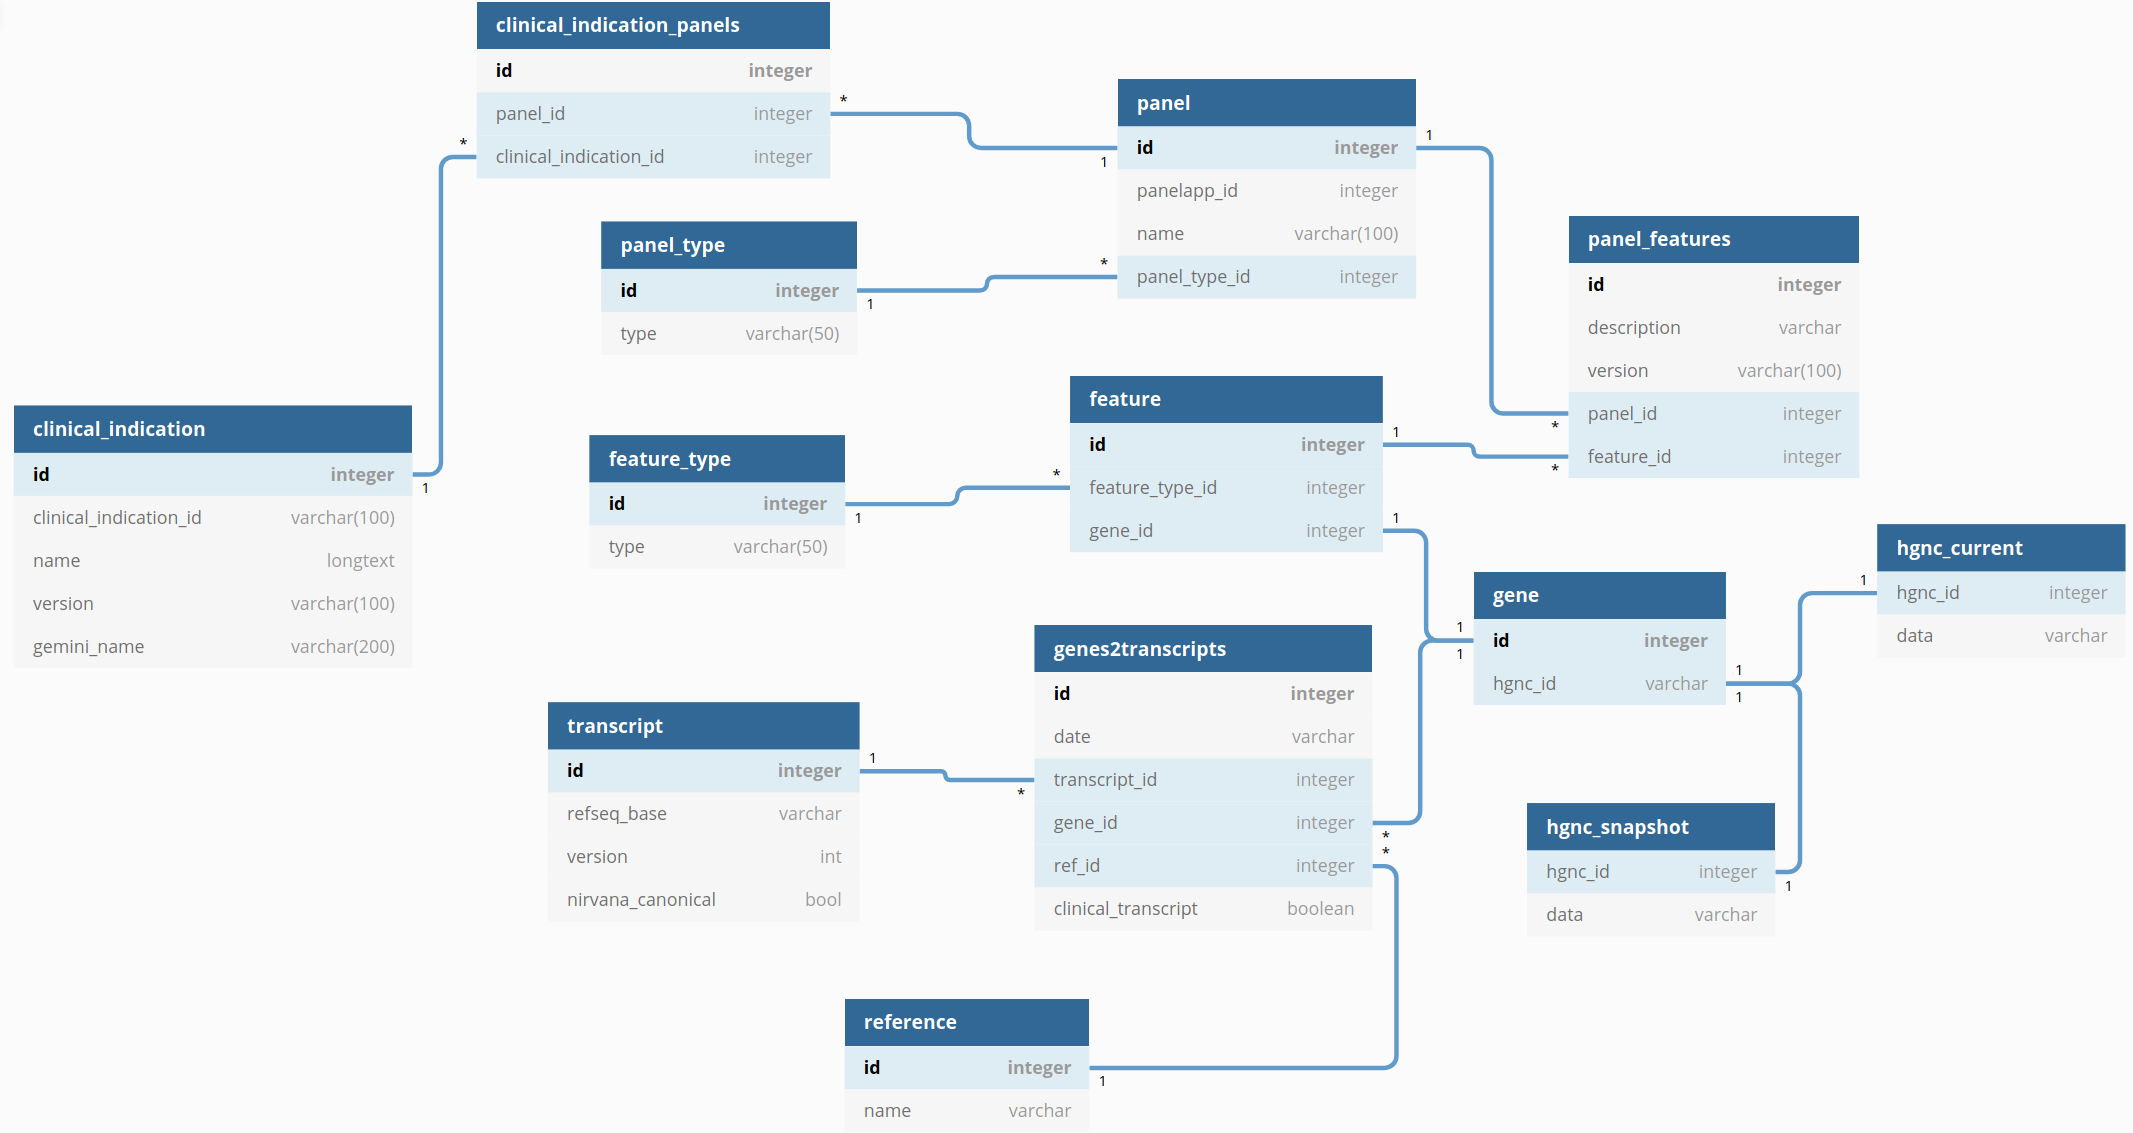 clinical_indication_panels
id integer
panel_id integer
clinical_indication_id integer
*
*
panel
id integer
panelapp_id integer
name varchar(100)
panel_type_id integer
1
1
*
panel_type
id integer
type varchar(50)
1
panel_features
id integer
description varchar
version varchar(100)
panel_id integer
feature_id integer
*
*
clinical_indication
id integer
clinical_indication_id varchar(100)
name longtext
version varchar(100)
gemini_name varchar(200)
1
feature_type
id integer
type varchar(50)
1
feature
id integer
feature_type_id integer
gene_id integer
*
1
1
gene
id integer
hgnc_id varchar
1
1
1
1
hgnc_current
hgnc_id integer
data varchar
1
genes2transcripts
id integer
date varchar
transcript_id integer
gene_id integer
ref_id integer
clinical_transcript boolean
*
*
*
transcript
id integer
refseq_base varchar
version int
nirvana_canonical bool
1
hgnc_snapshot
hgnc_id integer
data varchar
1
reference
id integer
name varchar
1